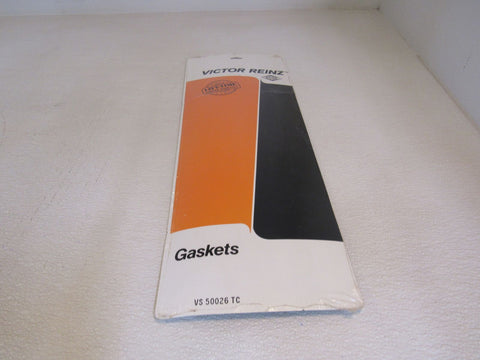 VICTOR REINZ
Gaskets
VS 50026 TC